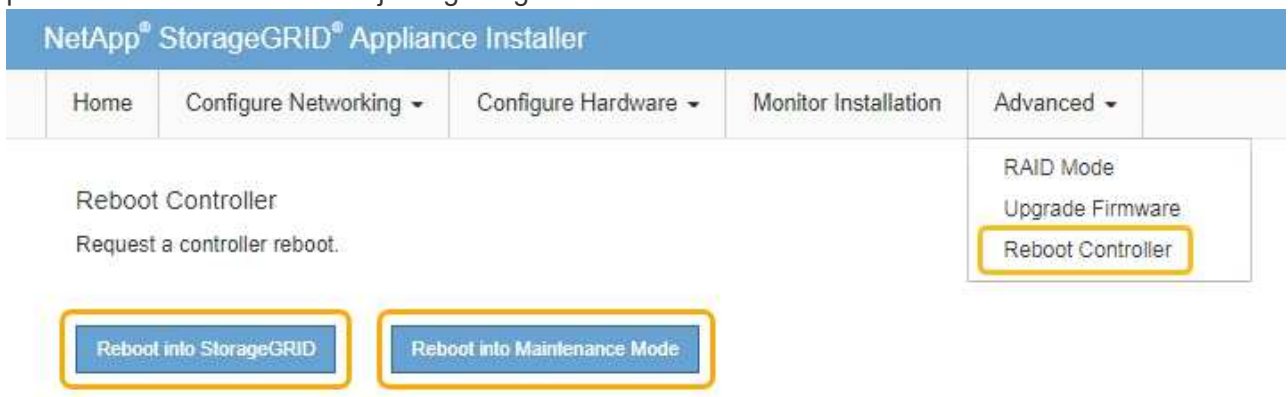 NetApp® StorageGRID® Appliance Installer
Home Configure Networking Configure Hardware Monitor Installation Advanced
RAID Mode
Upgrade Firmware
Reboot Controller
Reboot Controller
Request a controller reboot.
Reboot into StorageGRID Reboot into Maintenance Mode